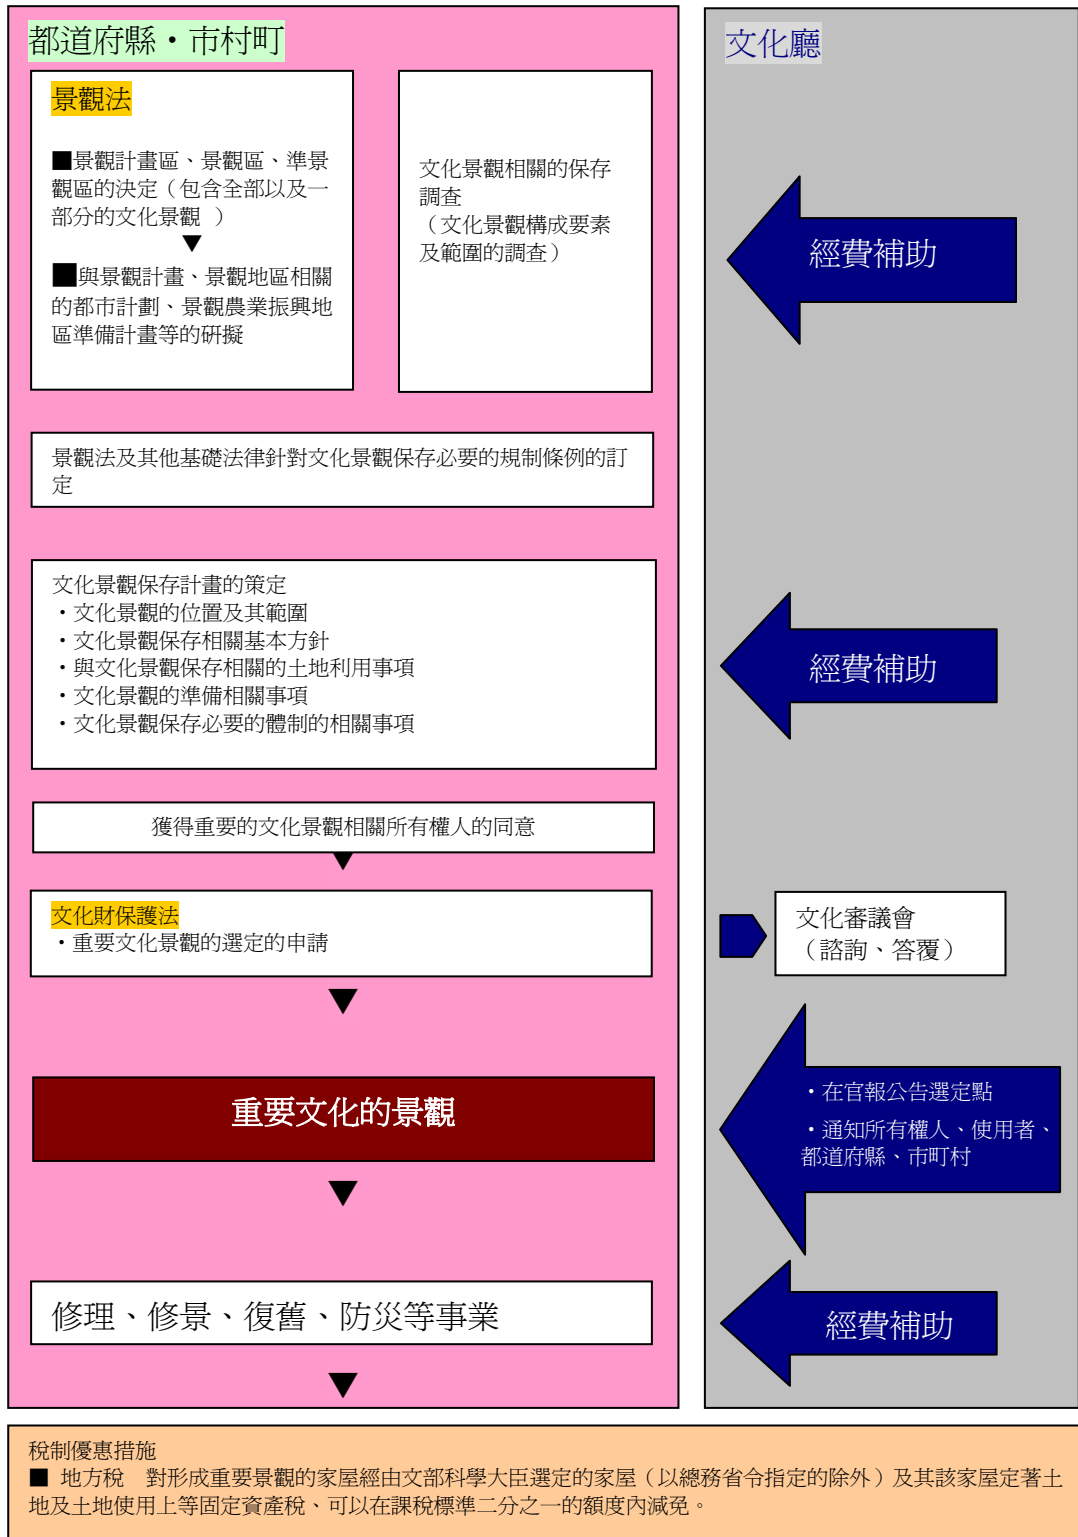 都道府縣・市村町
景觀法
■景觀計畫區、景觀區、準景
觀區的決定（包含全部以及一
部分的文化景觀 ）
▼
■與景觀計畫、景觀地區相關
的都市計劃、景觀農業振興地
區準備計畫等的研擬
文化景觀相關的保存
調查
（文化景觀構成要素
及範圍的調查）
景觀法及其他基礎法律針對文化景觀保存必要的規制條例的訂
定
文化景觀保存計畫的策定
・文化景觀的位置及其範圍
・文化景觀保存相關基本方針
・與文化景觀保存相關的土地利用事項
・文化景觀的準備相關事項
・文化景觀保存必要的體制的相關事項
獲得重要的文化景觀相關所有權人的同意
文化財保護法
・重要文化景觀的選定的申請
重要文化的景觀
修理、修景、復舊、防災等事業
文化廳
經費補助
經費補助
文化審議會
（諮詢、答覆）
・在官報公告選定點
・通知所有權人、使用者、
都道府縣、市町村
經費補助
稅制優惠措施
■ 地方稅　對形成重要景觀的家屋經由文部科學大臣選定的家屋（以總務省令指定的除外）及其該家屋定著土
地及土地使用上等固定資產稅、可以在課稅標準二分之一的額度內減免。